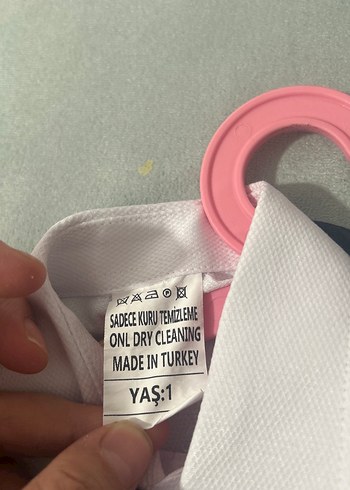 SADECE KURU TEMİZLEME
ONL DRY CLEANING
MADE IN TURKEY
YAŞ:1